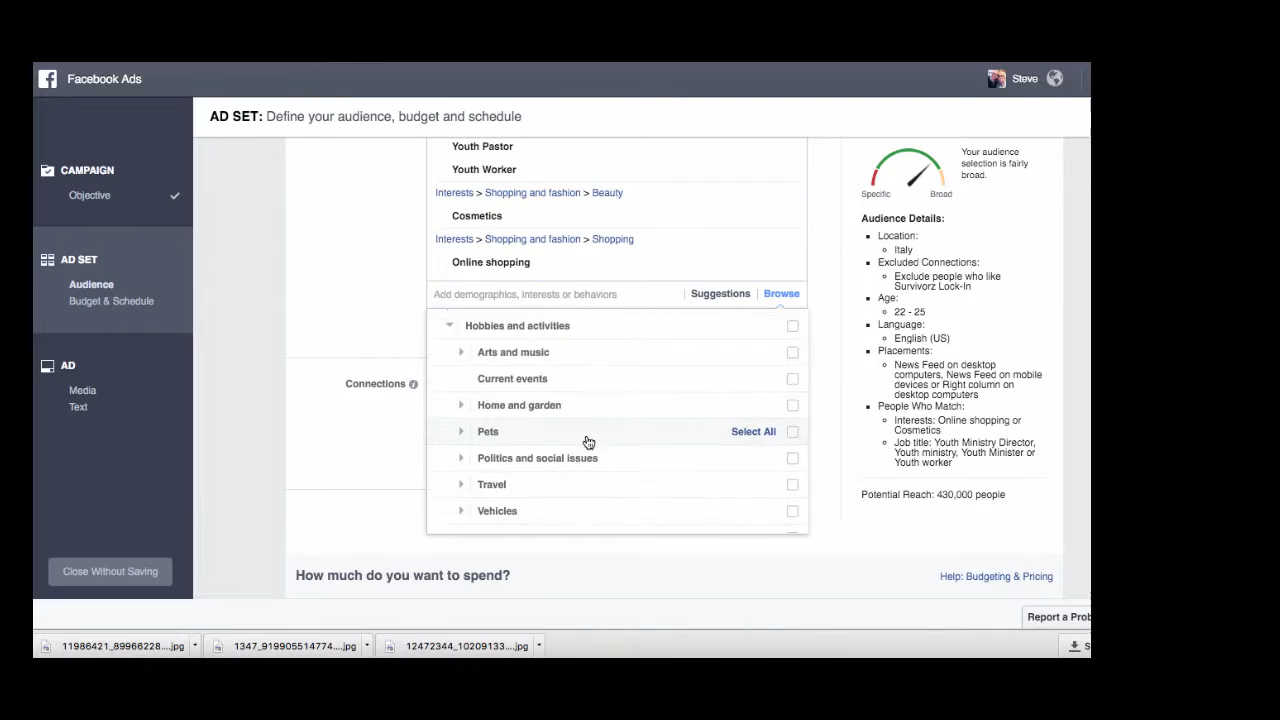 Facebook Ads
Steve
AD SET: Define your audience, budget and schedule
CAMPAIGN
Objective
AD SET
Audience
Budget & Schedule
AD
Media
Text
Close Without Saving
Youth Pastor
Youth Worker
Interests > Shopping and fashion > Beauty
Cosmetics
Interests > Shopping and fashion > Shopping
Online shopping
Add demographics, interests or behaviors
Suggestions
Browse
Hobbies and activities
Arts and music
Current events
Home and garden
Pets
Select All
Politics and social issues
Travel
Vehicles
Connections
How much do you want to spend?
Help: Budgeting & Pricing
Your audience
selection is fairly
broad.
Specific
Broad
Audience Details:
Location:
Italy
Excluded Connections:
Exclude people who like
Survivorz Lock-In
Age:
22 - 25
Language:
English (US)
Placements:
News Feed on desktop
computers, News Feed on mobile
devices or Right column on
desktop computers
People Who Match:
Interests: Online shopping or
Cosmetics
Job title: Youth Ministry Director,
Youth ministry, Youth Minister or
Youth worker
Potential Reach: 430,000 people
Report a Prob
11986421_89966228....jpg
1347_919905514774....jpg
12472344_10209133....jpg
S